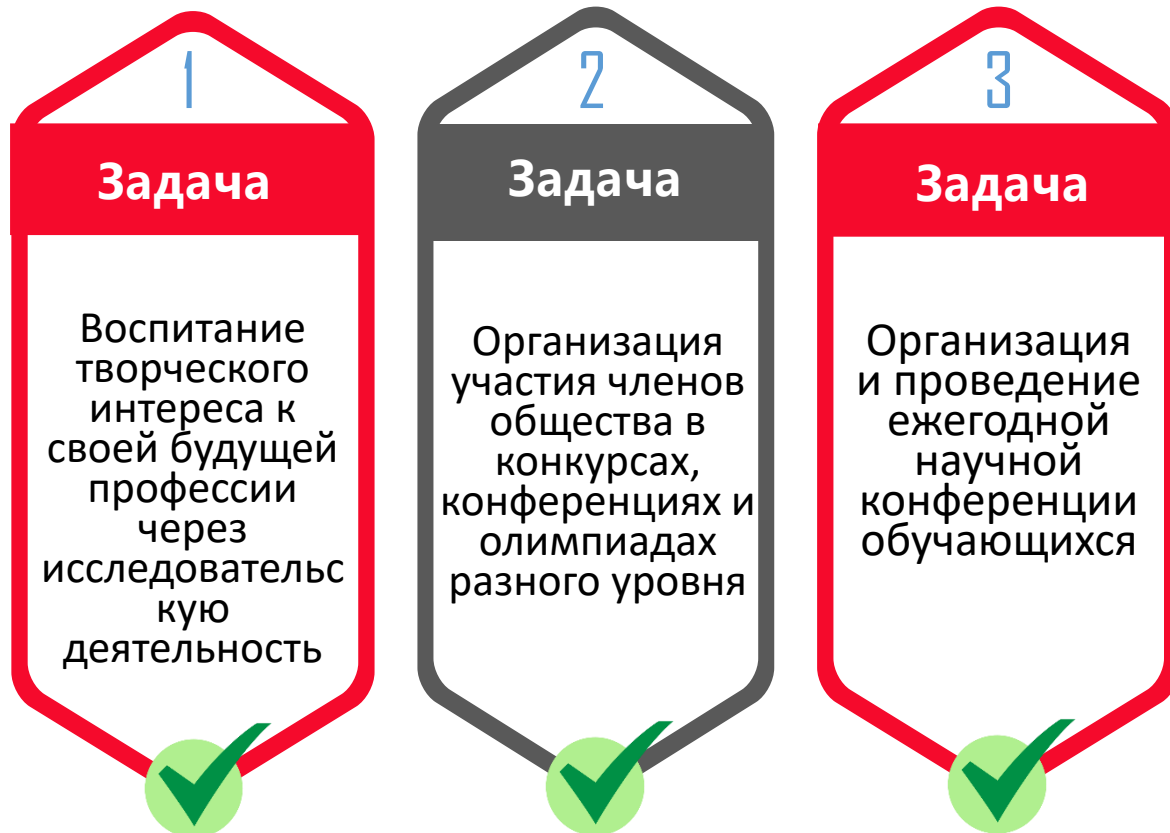 1
Задача
Воспитание
творческого
интереса к
своей будущей
профессии
через
исследовательс
кую
деятельность
2
Задача
Организация
участия членов
общества в
конкурсах,
конференциях и
олимпиадах
разного уровня
3
Задача
Организация
и проведение
ежегодной
научной
конференции
обучающихся